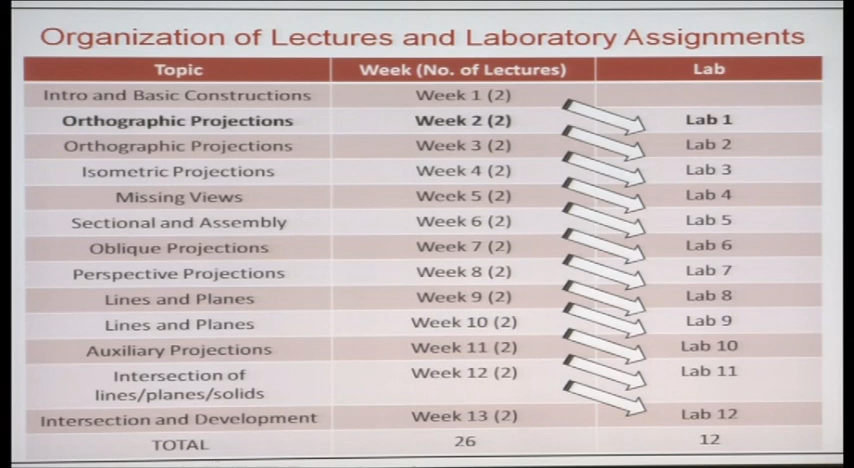 Organization of Lectures and Laboratory Assignments
Topic Week (No. of Lectures) Lab
Intro and Basic Constructions Week 1 (2)
Orthographic Projections Week 2 (2) Lab 1
Orthographic Projections Week 3 (2) Lab 2
Isometric Projections Week 4 (2) Lab 3
Missing Views Week 5 (2) Lab 4
Sectional and Assembly Week 6 (2) Lab 5
Oblique Projections Week 7 (2) Lab 6
Perspective Projections Week 8 (2) Lab 7
Lines and Planes Week 9 (2) Lab 8
Lines and Planes Week 10 (2) Lab 9
Auxiliary Projections Week 11 (2) Lab 10
Intersection of Week 12 (2) Lab 11
lines/planes/solids
Intersection and Development Week 13 (2) Lab 12
TOTAL 26 12